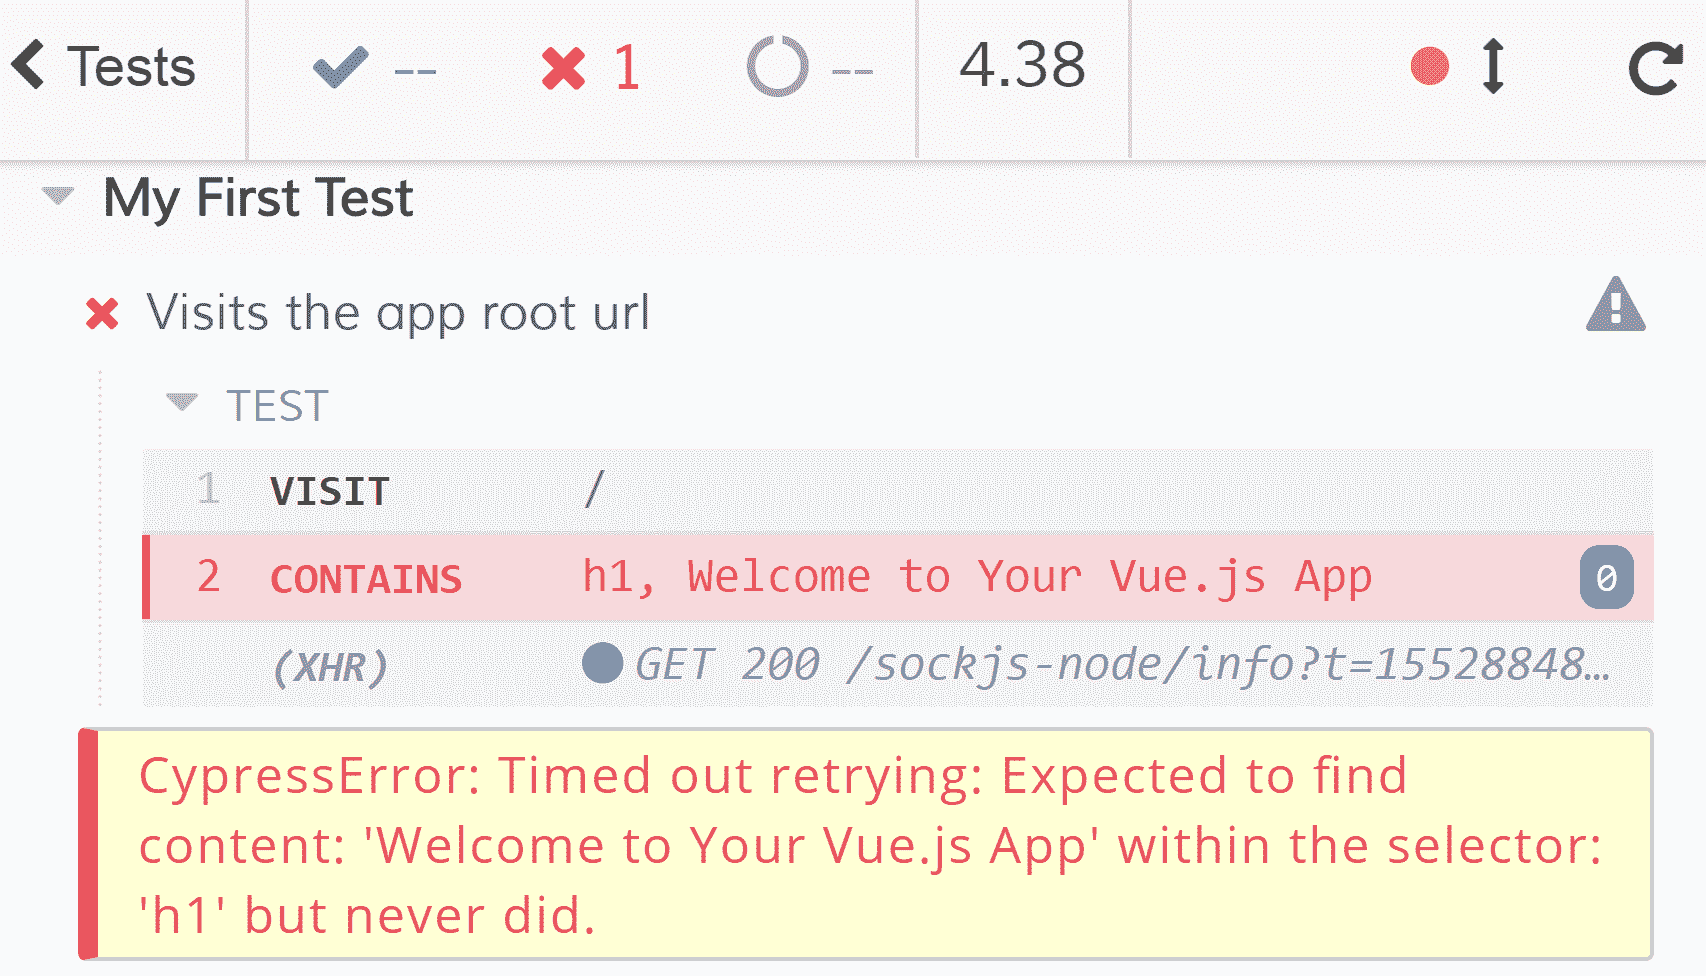 Tests -- 1 -- 4.38
My First Test
Visits the app root url
TEST
1 VISIT /
2 CONTAINS h1, Welcome to Your Vue.js App 0
(XHR) GET 200 /sockjs-node/info?t=15528848…
CypressError: Timed out retrying: Expected to find
content: 'Welcome to Your Vue.js App' within the selector:
'h1' but never did.